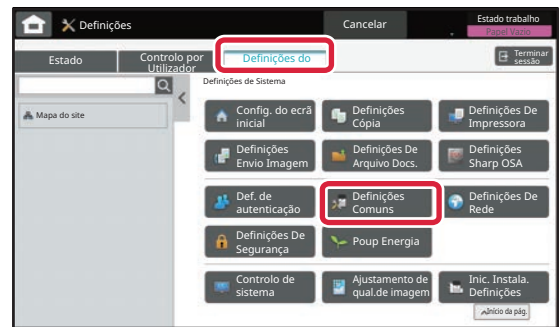 Definições
Cancelar
Estado trabalho
Papel Vazio
Estado
Controlo por
Utilizador
Definições do
Terminar
sessão
Definições de Sistema
Mapa do site
Config. do ecrã
inicial
Definições
Cópia
Definições De
Impressora
Definições
Envio Imagem
Definições De
Arquivo Docs.
Definições
Sharp OSA
Def. de
autenticação
Definições
Comuns
Definições De
Rede
Definições De
Segurança
Poup Energia
Controlo de
sistema
Ajustamento de
qual.de imagem
Inic. Instala.
Definições
Início da pág.